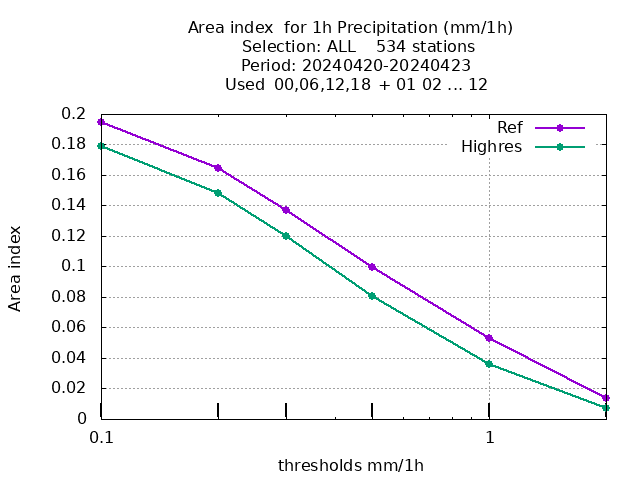 Area index  for 1h Precipitation (mm/1h)
Selection: ALL    534 stations
Period: 20240420-20240423
Used  00,06,12,18  + 01 02 ... 12
Ref
Highres
0.2
0.18
0.16
0.14
0.12
0.1
0.08
0.06
0.04
0.02
0
Area index
0.1
1
thresholds mm/1h